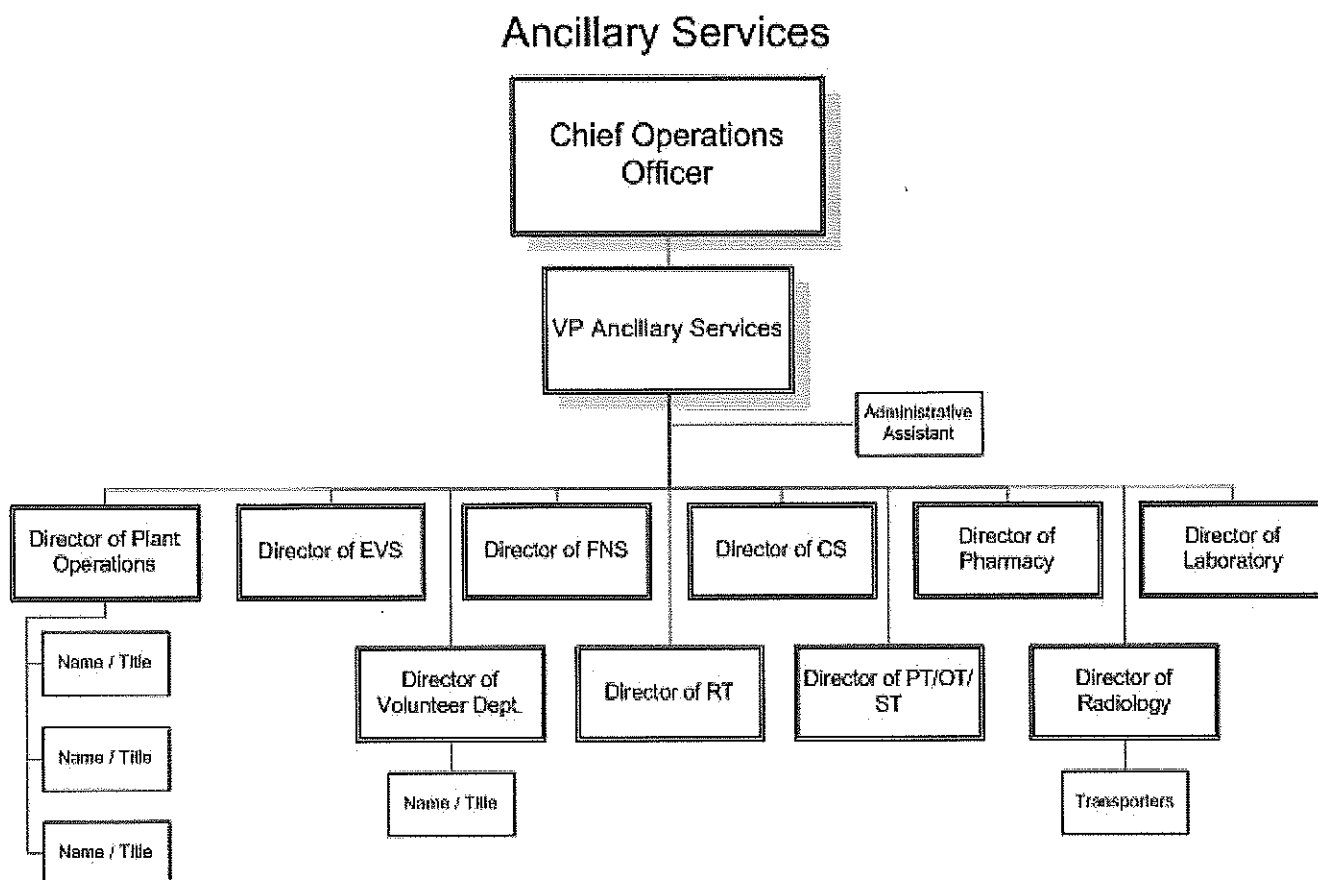 Ancillary Services
Chief Operations
Officer
VP Ancillary Services
Administrative
Assistant
Director of Plant
Operations
Director of EVS
Director of FNS
Director of CS
Director of
Pharmacy
Director of
Laboratory
Name / Title
Director of
Volunteer Dept.
Director of RT
Director of PT/OT/
ST
Director of
Radiology
Name / Title
Name / Title
Transporters
Name / Title